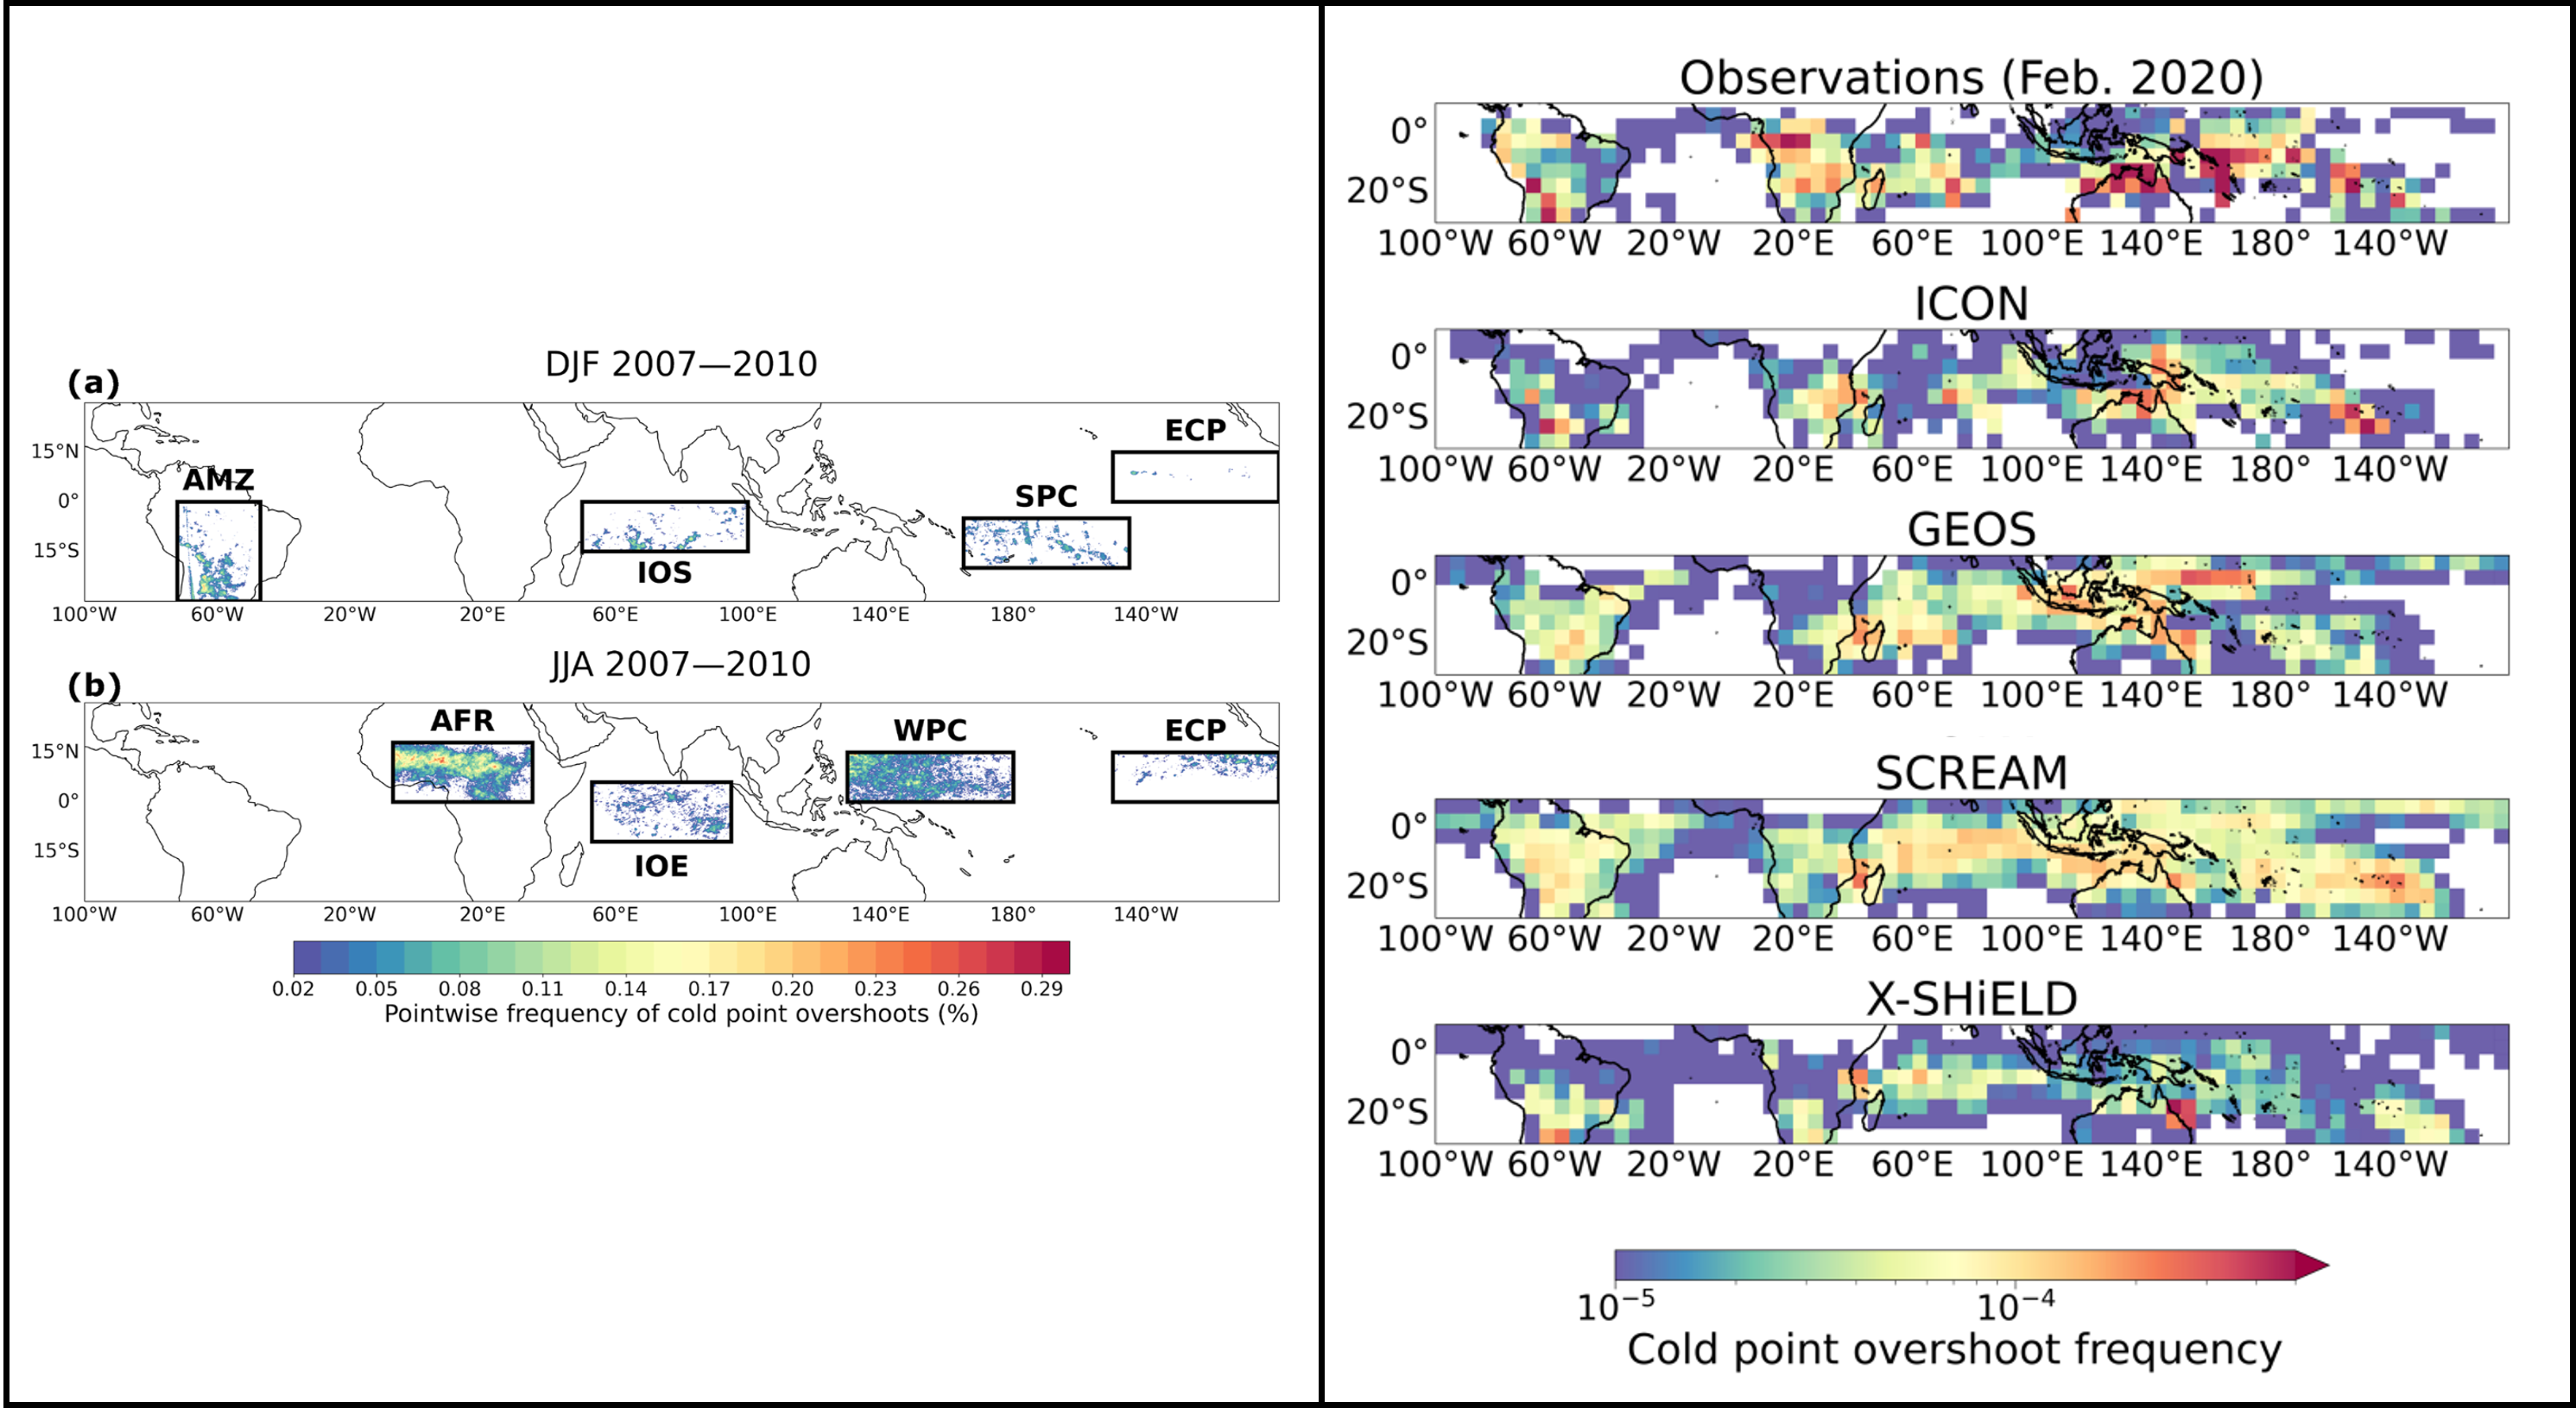 DJF 2007—2010
(a)
ECP
15°N
AMZ
SPC
0°
15°S
IOS
100°W 60°W 20°W 20°E 60°E 100°E 140°E 180° 140°W
JJA 2007—2010
(b)
AFR
WPC
ECP
15°N
0°
15°S
IOE
100°W 60°W 20°W 20°E 60°E 100°E 140°E 180° 140°W
0.02 0.05 0.08 0.11 0.14 0.17 0.20 0.23 0.26 0.29
Pointwise frequency of cold point overshoots (%)
Observations (Feb. 2020)
0°
20°S
100°W 60°W 20°W 20°E 60°E 100°E 140°E 180° 140°W
ICON
0°
20°S
100°W 60°W 20°W 20°E 60°E 100°E 140°E 180° 140°W
GEOS
0°
20°S
100°W 60°W 20°W 20°E 60°E 100°E 140°E 180° 140°W
SCREAM
0°
20°S
100°W 60°W 20°W 20°E 60°E 100°E 140°E 180° 140°W
X-SHiELD
0°
20°S
100°W 60°W 20°W 20°E 60°E 100°E 140°E 180° 140°W
10⁻⁵ 10⁻⁴
Cold point overshoot frequency